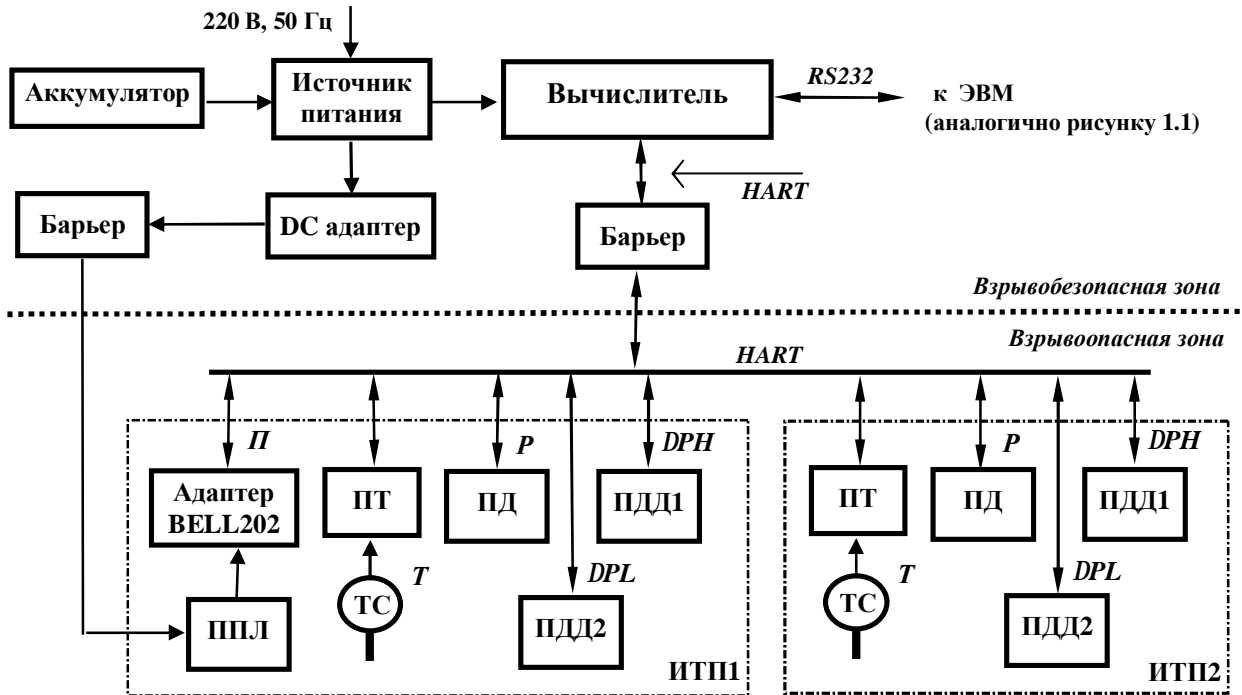 220 В, 50 Гц
Аккумулятор
Источник
питания
Вычислитель
RS232
к ЭВМ
(аналогично рисунку 1.1)
HART
Барьер
DC адаптер
Барьер
Взрывобезопасная зона
Взрывоопасная зона
HART
П
P
DPH
P
DPH
Адаптер
BELL202
ПТ
ПД
ПДД1
ПТ
ПД
ПДД1
T
DPL
T
DPL
ППЛ
ТС
ПДД2
ТС
ПДД2
ИТП1
ИТП2